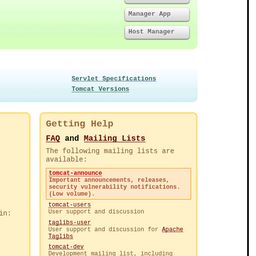 Manager App
Host Manager
Servlet Specifications
Tomcat Versions
Getting Help
FAQ and Mailing Lists
The following mailing lists are
available:
tomcat-announce
Important announcements, releases,
security vulnerability notifications.
(Low volume).
tomcat-users
User support and discussion
in:
taglibs-user
User support and discussion for Apache
Taglibs
tomcat-dev
Development mailing list, including